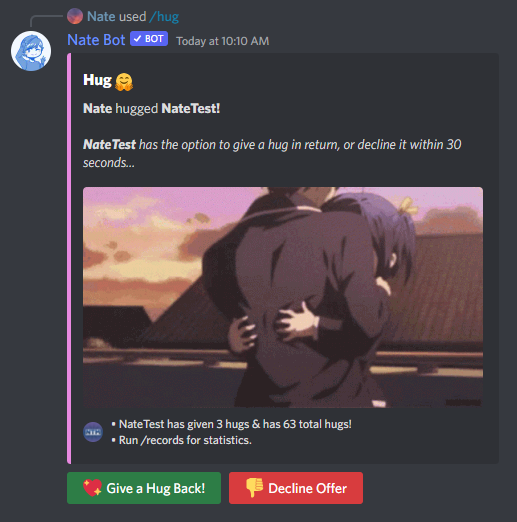 Nate used /hug
Nate Bot ✓ BOT Today at 10:10 AM
Hug 🤗
Nate hugged NateTest!
NateTest has the option to give a hug in return, or decline it within 30
seconds...
• NateTest has given 3 hugs & has 63 total hugs!
• Run /records for statistics.
💖 Give a Hug Back! 👎 Decline Offer